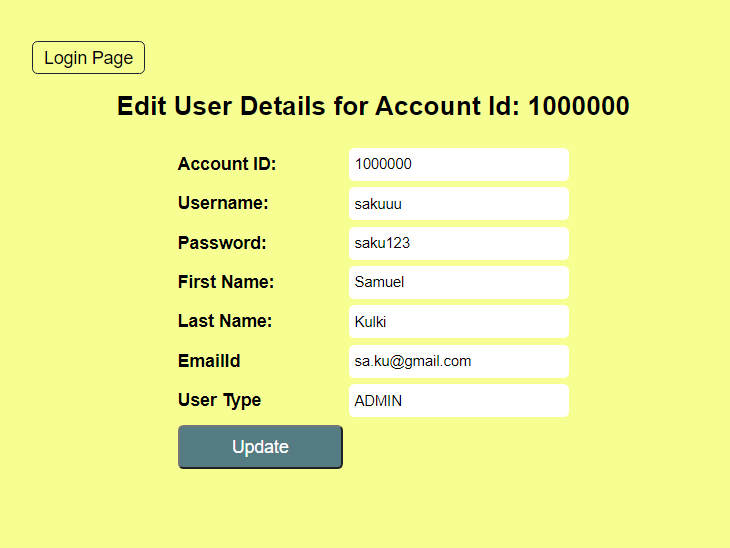 Login Page
Edit User Details for Account Id: 1000000
Account ID: 1000000
Username: sakuuu
Password: saku123
First Name: Samuel
Last Name: Kulki
EmailId sa.ku@gmail.com
User Type ADMIN
Update